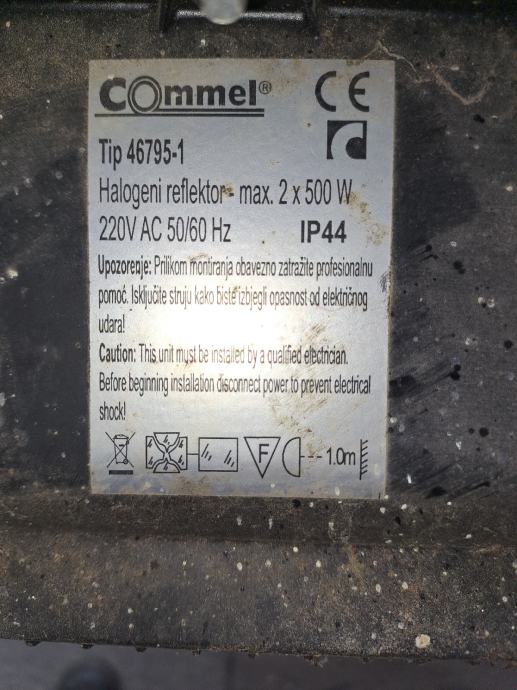 Commel®
CE
Tip 46795-1
Halogeni reflektor - max. 2 x 500 W
220V AC 50/60 Hz IP44
Upozorenje: Prilikom montiranja obavezno zatražite profesionalnu
pomoć. Isključite struju kako biste izbjegli opasnost od električnog
udara!
Caution: This unit must be installed by a qualified electrician.
Before beginning installation disconnect power to prevent electrical
shock!
F 1.0m